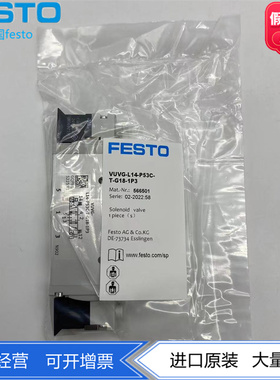 ESTO
festo
假
FESTO
VUVG-L14-P53C-
T-G18-1P3
Mat.-Nr.: 566501
Serie: 02-2022.58
Solenoid valve
1 piece (s)
Festo AG & Co.KG
DE-73734 Esslingen
www.festo.com/sp
经营 可开增票
进口原装 大量